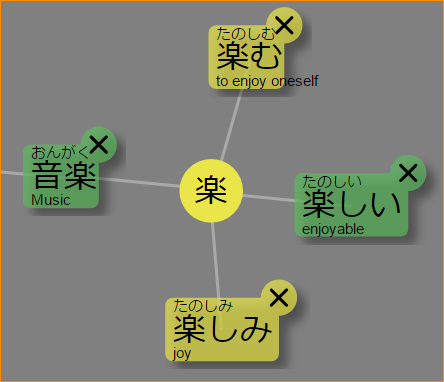 たのしむ
楽む
to enjoy oneself
おんがく
音楽
Music
楽
たのしい
楽しい
enjoyable
たのしみ
楽しみ
joy